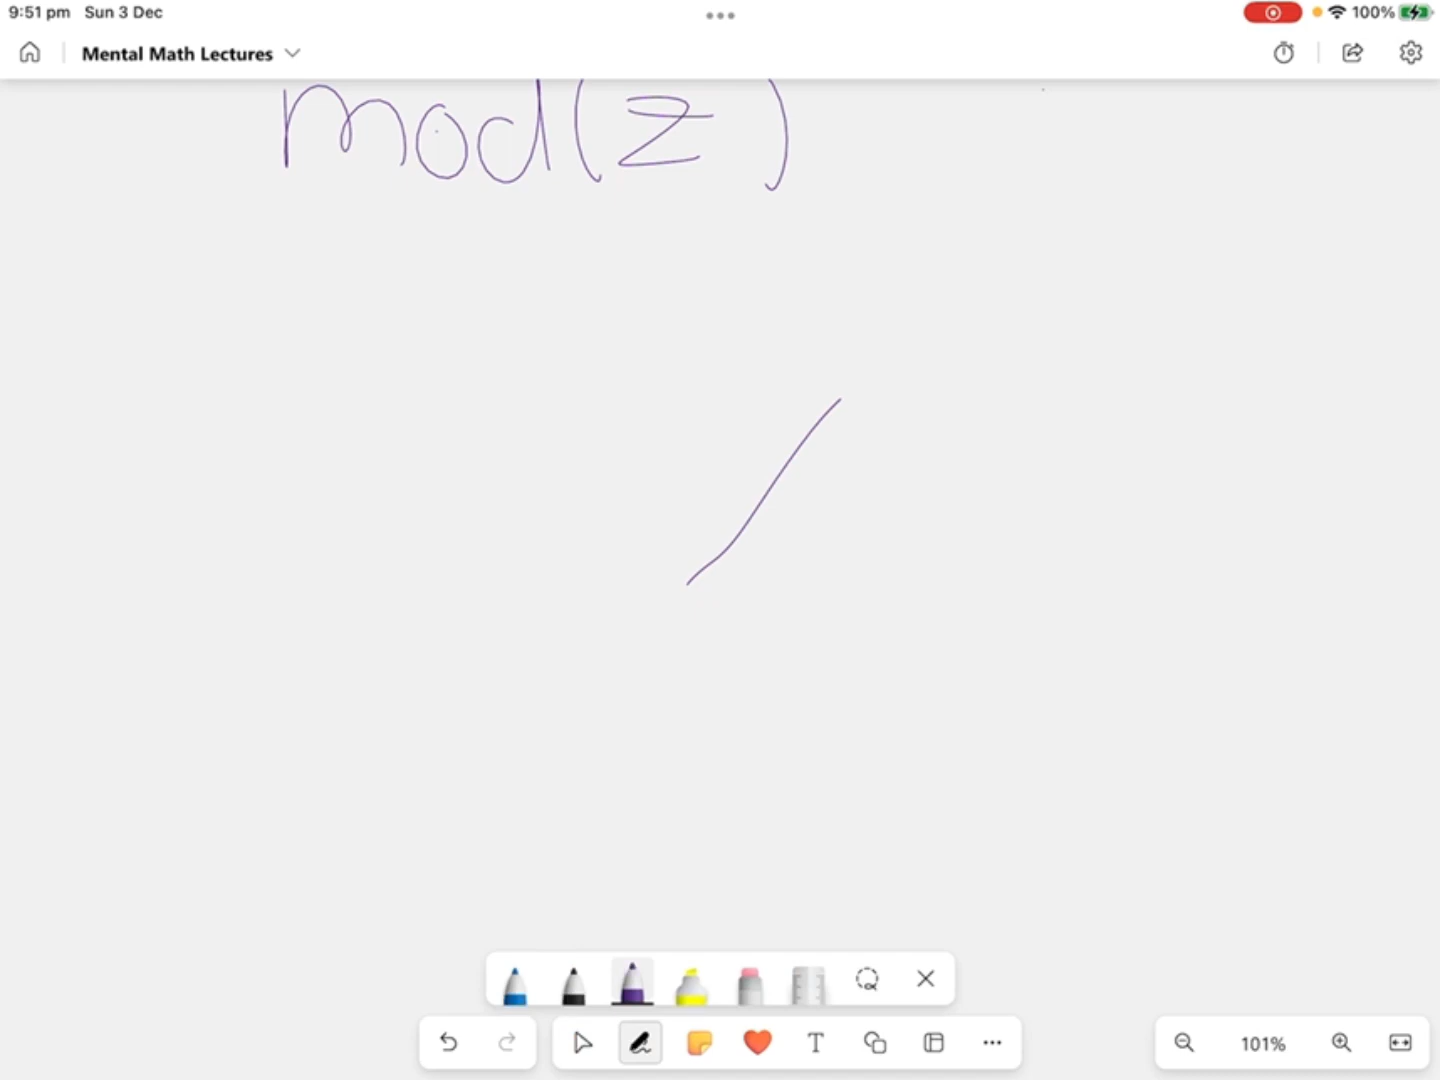 9:51 pm Sun 3 Dec 100%
Mental Math Lectures
mod(z)
T
101%